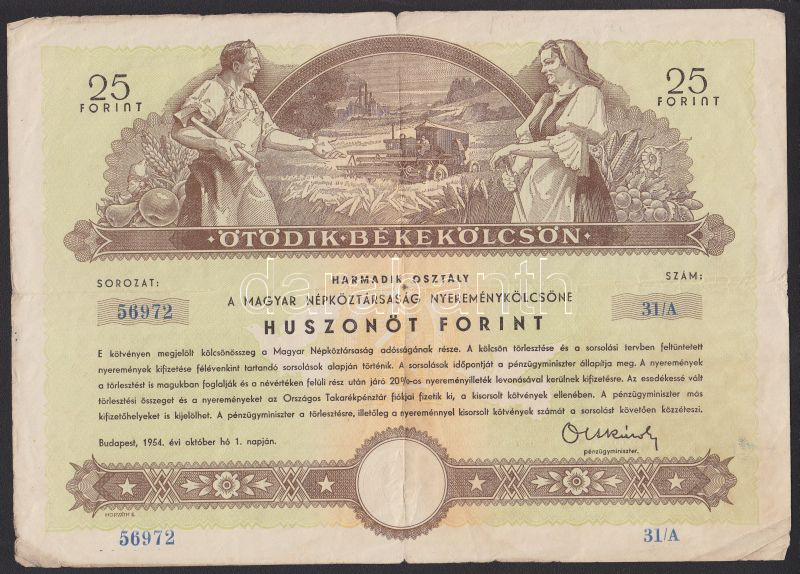 25
FORINT
25
FORINT
• ÖTÖDIK • BÉKEKÖLCSÖN •
SOROZAT:
56972
HARMADIK OSZTÁLY
A MAGYAR NÉPKÖZTÁRSASÁG NYEREMÉNYKÖLCSÖNE
HUSZONÖT FORINT
SZÁM:
31/A
darabanth
E kötvényen megjelölt kölcsönösszeg a Magyar Népköztársaság adósságának része. A kölcsön törlesztése és a sorsolási tervben feltüntetett
nyeremények kifizetése félévenkint tartandó sorsolások alapján történik. A sorsolások időpontját a pénzügyminiszter állapítja meg. A nyeremények
a törlesztést is magukban foglalják és a névértéken felüli rész után járó 20%-os nyereményilleték levonásával kerülnek kifizetésre. Az esedékessé vált
törlesztési összeget és a nyereményeket az Országos Takarékpénztár fiókjai fizetik ki, a kisorsolt kötvények ellenében. A pénzügyminiszter más
kifizetőhelyeket is kijelölhet. A pénzügyminiszter a törlesztésre, illetőleg a nyereménnyel kisorsolt kötvények számát a sorsolást követően közzéteszi.
Budapest, 1954. évi október hó 1. napján.
pénzügyminiszter.
HORVÁTH E.
56972
31/A